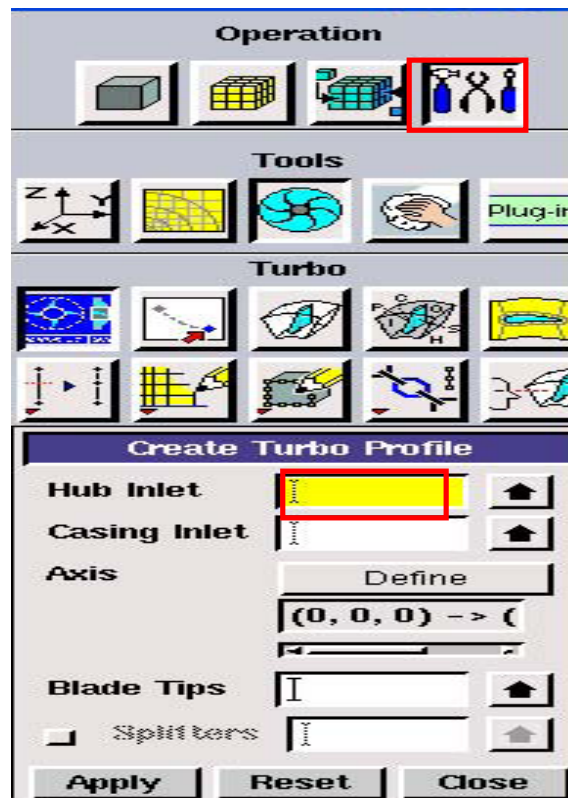 Operation
Tools
Z Y X
Plug-in
Turbo
Create Turbo Profile
Hub Inlet
Casing Inlet
Axis Define
(0, 0, 0) -> (
Blade Tips
Splitters
Apply Reset Close